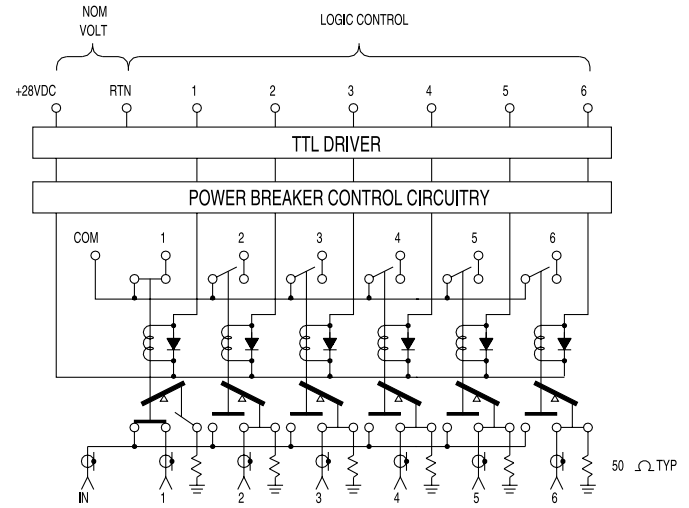 NOM
VOLT
LOGIC CONTROL
+28VDC RTN 1 2 3 4 5 6
TTL DRIVER
POWER BREAKER CONTROL CIRCUITRY
COM 1 2 3 4 5 6
50 Ω TYP
IN 1 2 3 4 5 6